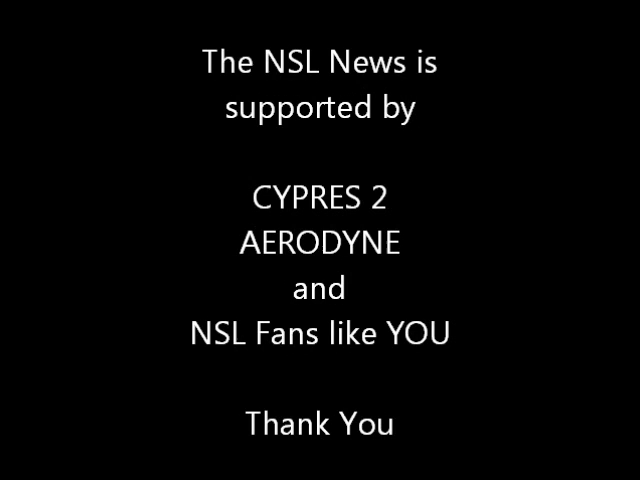 The NSL News is
supported by
CYPRES 2
AERODYNE
and
NSL Fans like YOU
Thank You